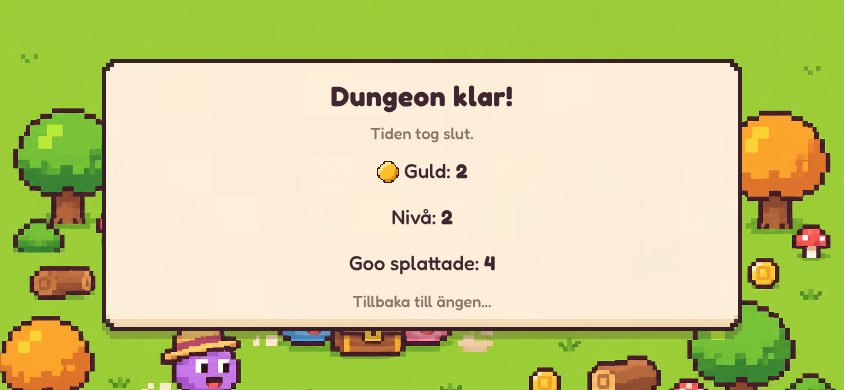 Dungeon klar!
Tiden tog slut.
Guld: 2
Nivå: 2
Goo splattade: 4
Tillbaka till ängen...